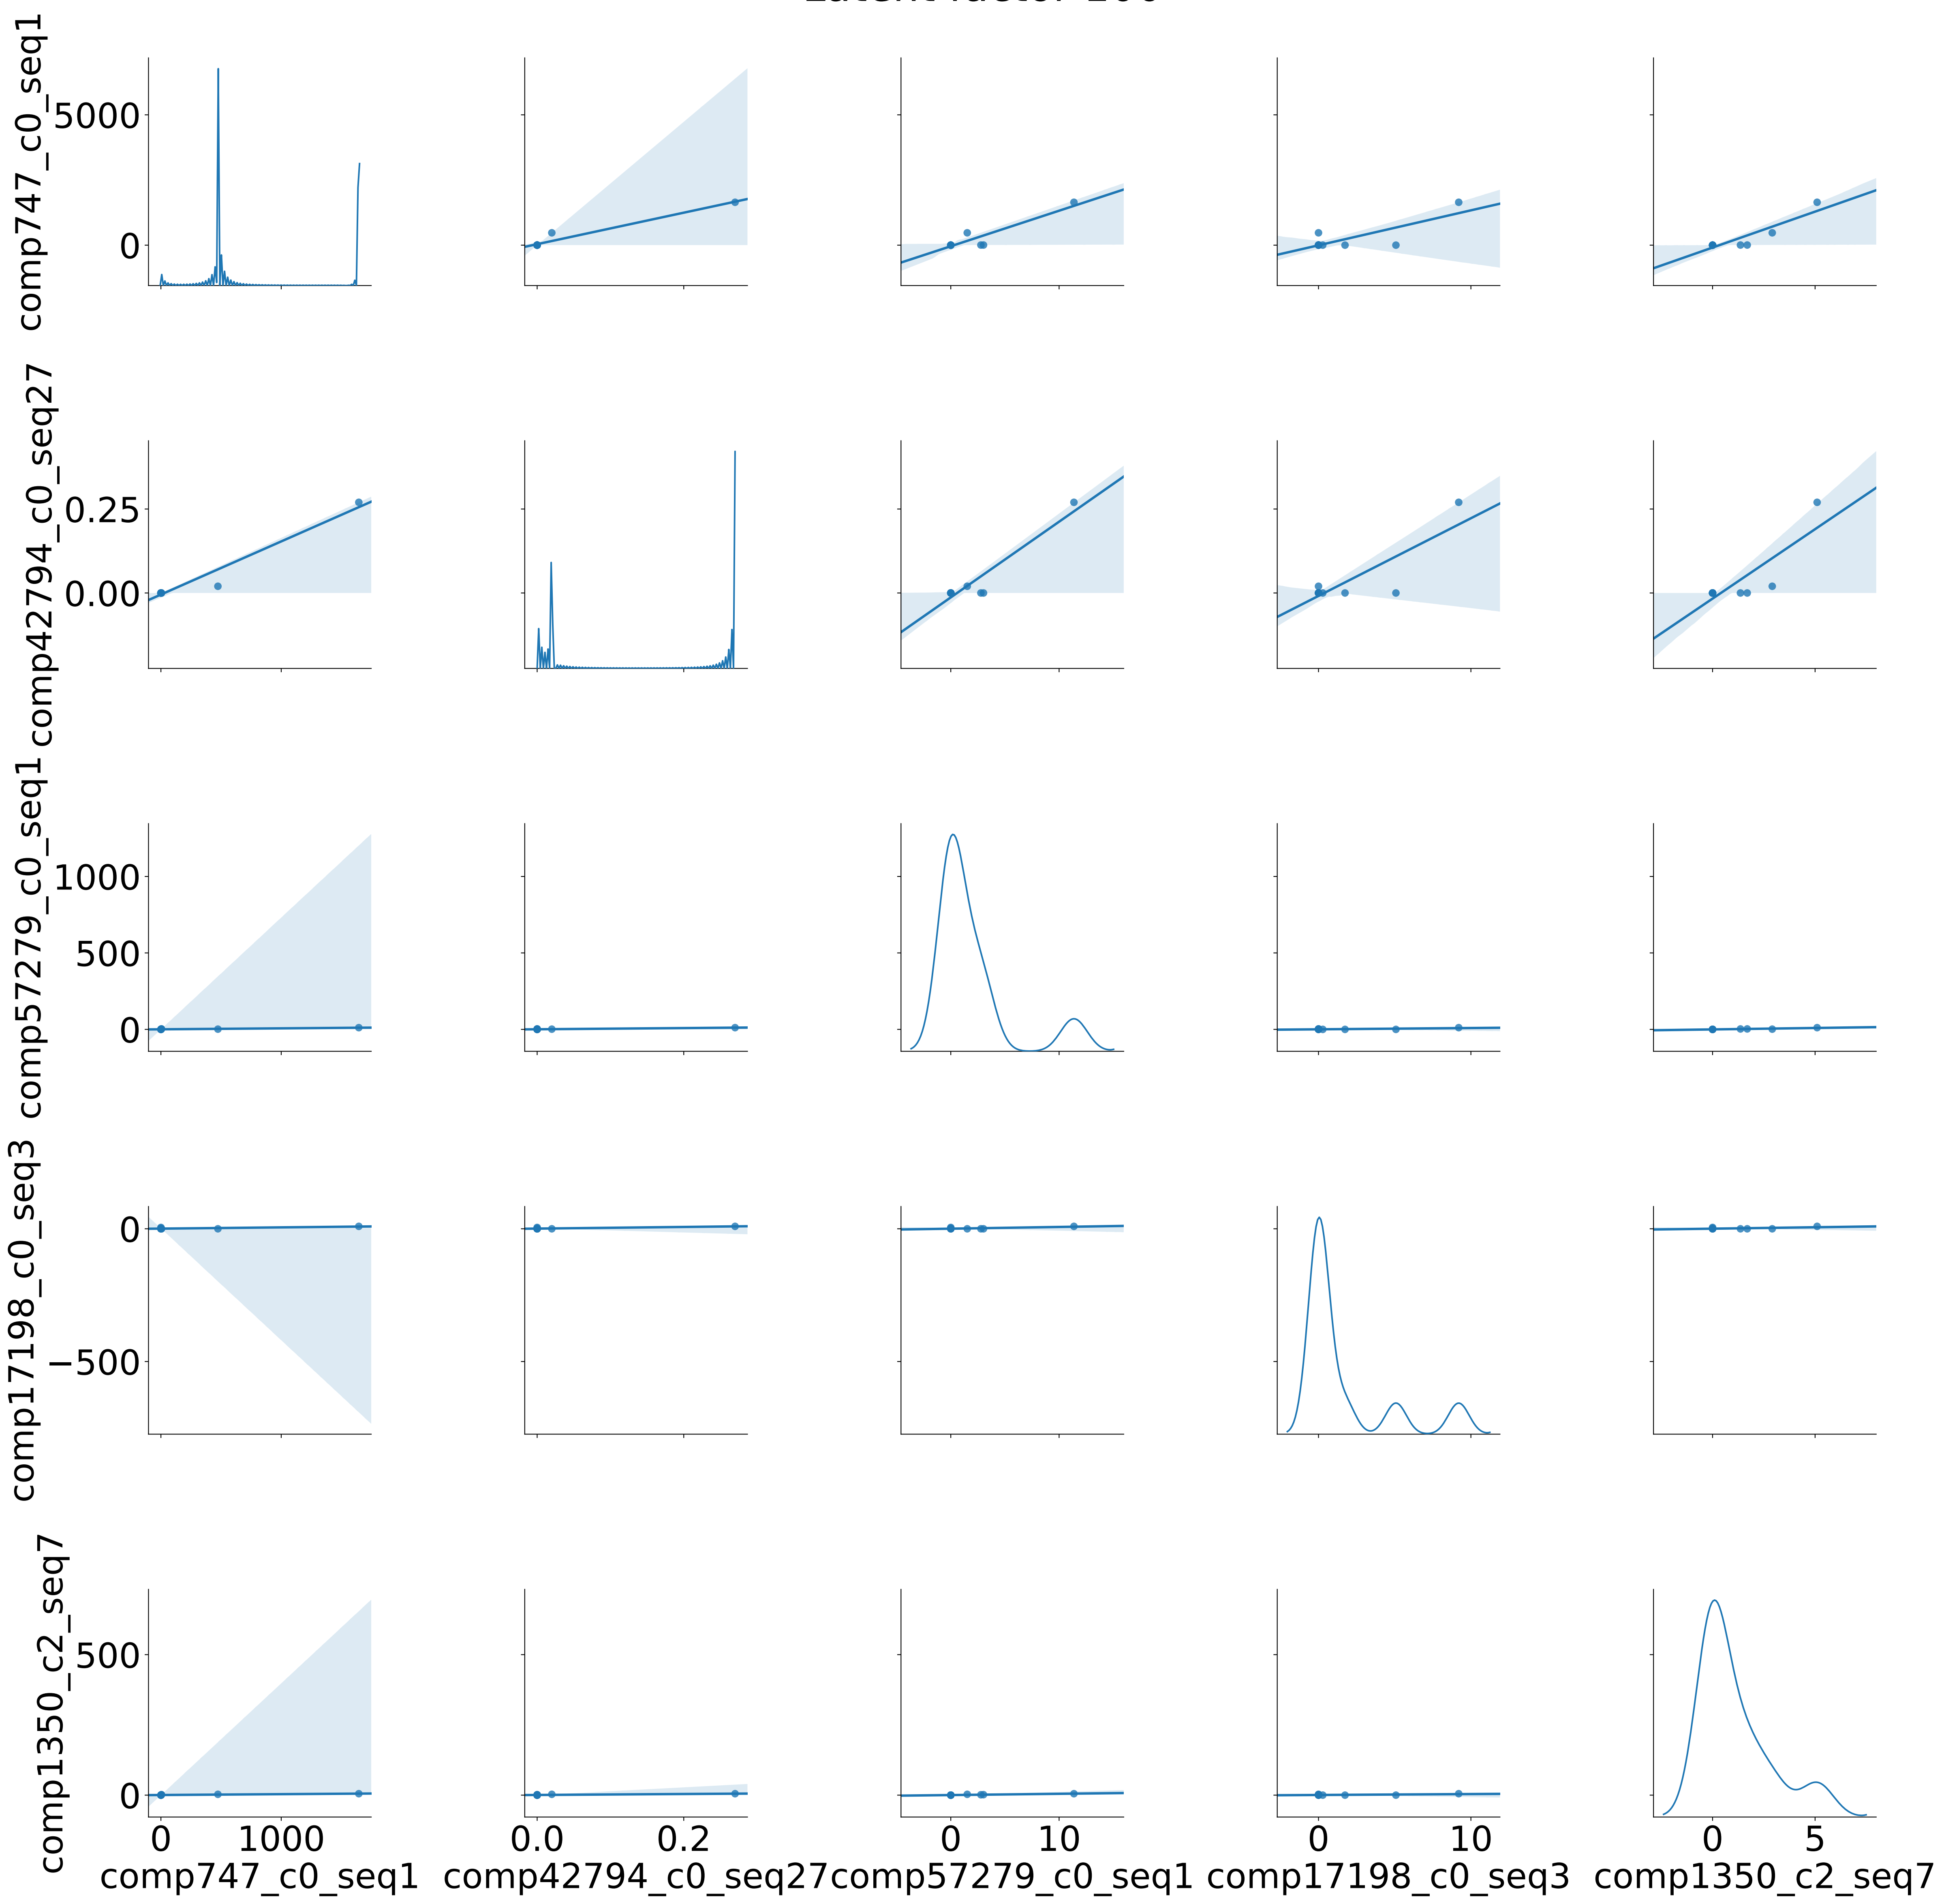 comp747_c0_seq1
5000
0
comp42794_c0_seq27
0.25
0.00
comp57279_c0_seq1
1000
500
0
comp17198_c0_seq3
0
−500
comp1350_c2_seq7
500
0
0 1000 0.0 0.2 0 10 0 10 0 5
comp747_c0_seq1 comp42794_c0_seq27 comp57279_c0_seq1 comp17198_c0_seq3 comp1350_c2_seq7